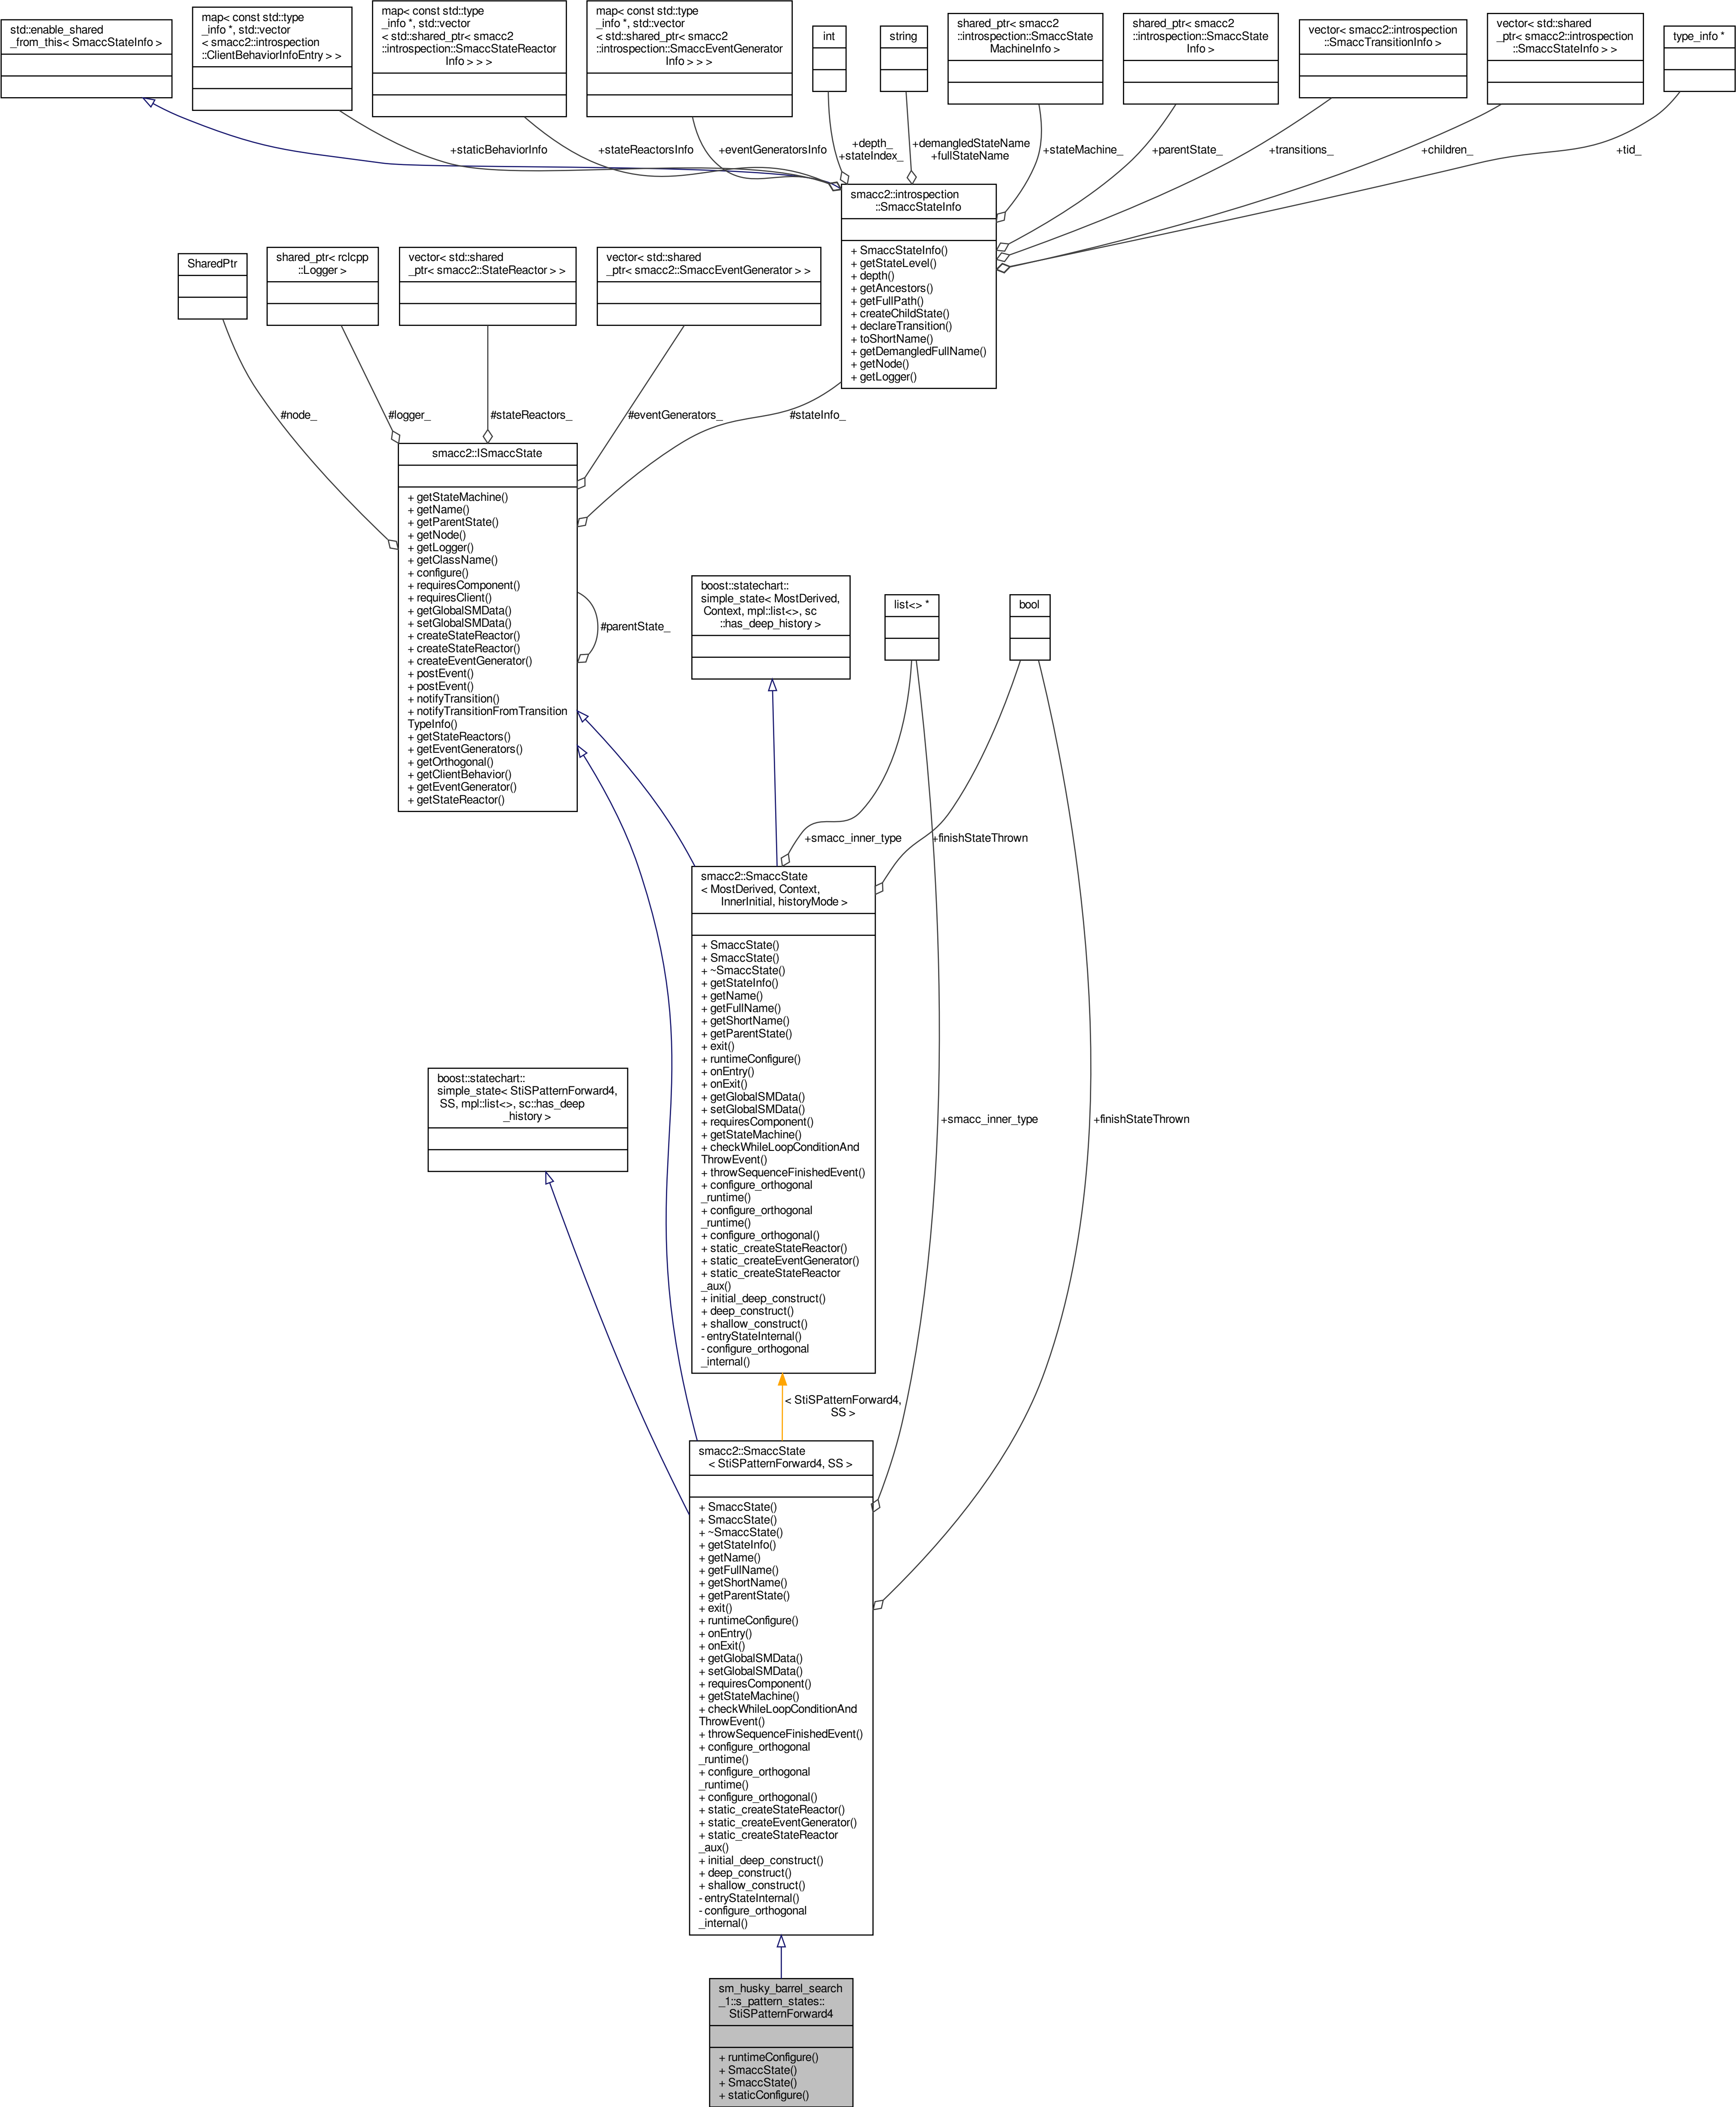 std::enable_shared
_from_this< SmaccStateInfo >
map< const std::type
_info *, std::vector
< smacc2::introspection
::ClientBehaviorInfoEntry > >
map< const std::type
_info *, std::vector
< std::shared_ptr< smacc2
::introspection::SmaccStateReactor
Info > > >
map< const std::type
_info *, std::vector
< std::shared_ptr< smacc2
::introspection::SmaccEventGenerator
Info > > >
int
string
shared_ptr< smacc2
::introspection::SmaccState
MachineInfo >
shared_ptr< smacc2
::introspection::SmaccState
Info >
vector< smacc2::introspection
::SmaccTransitionInfo >
vector< std::shared
_ptr< smacc2::introspection
::SmaccStateInfo > >
type_info *
+staticBehaviorInfo
+stateReactorsInfo
+eventGeneratorsInfo
+depth_
+stateIndex_
+demangledStateName
+fullStateName
+stateMachine_
+parentState_
+transitions_
+children_
+tid_
smacc2::introspection
::SmaccStateInfo
+ SmaccStateInfo()
+ getStateLevel()
+ depth()
+ getAncestors()
+ getFullPath()
+ createChildState()
+ declareTransition()
+ toShortName()
+ getDemangledFullName()
+ getNode()
+ getLogger()
SharedPtr
shared_ptr< rclcpp
::Logger >
vector< std::shared
_ptr< smacc2::StateReactor > >
vector< std::shared
_ptr< smacc2::SmaccEventGenerator > >
#node_
#logger_
#stateReactors_
#eventGenerators_
#stateInfo_
smacc2::ISmaccState
+ getStateMachine()
+ getName()
+ getParentState()
+ getNode()
+ getLogger()
+ getClassName()
+ configure()
+ requiresComponent()
+ requiresClient()
+ getGlobalSMData()
+ setGlobalSMData()
+ createStateReactor()
+ createStateReactor()
+ createEventGenerator()
+ postEvent()
+ postEvent()
+ notifyTransition()
+ notifyTransitionFromTransition
TypeInfo()
+ getStateReactors()
+ getEventGenerators()
+ getOrthogonal()
+ getClientBehavior()
+ getEventGenerator()
+ getStateReactor()
#parentState_
boost::statechart::
simple_state< MostDerived,
Context, mpl::list<>, sc
::has_deep_history >
list<> *
bool
+smacc_inner_type
+finishStateThrown
smacc2::SmaccState
< MostDerived, Context,
InnerInitial, historyMode >
+ SmaccState()
+ SmaccState()
+ ~SmaccState()
+ getStateInfo()
+ getName()
+ getFullName()
+ getShortName()
+ getParentState()
+ exit()
+ runtimeConfigure()
+ onEntry()
+ onExit()
+ getGlobalSMData()
+ setGlobalSMData()
+ requiresComponent()
+ getStateMachine()
+ checkWhileLoopConditionAnd
ThrowEvent()
+ throwSequenceFinishedEvent()
+ configure_orthogonal
_runtime()
+ configure_orthogonal
_runtime()
+ configure_orthogonal()
+ static_createStateReactor()
+ static_createEventGenerator()
+ static_createStateReactor
_aux()
+ initial_deep_construct()
+ deep_construct()
+ shallow_construct()
- entryStateInternal()
- configure_orthogonal
_internal()
boost::statechart::
simple_state< StiSPatternForward4,
SS, mpl::list<>, sc::has_deep
_history >
+smacc_inner_type
+finishStateThrown
< StiSPatternForward4,
SS >
smacc2::SmaccState
< StiSPatternForward4, SS >
+ SmaccState()
+ SmaccState()
+ ~SmaccState()
+ getStateInfo()
+ getName()
+ getFullName()
+ getShortName()
+ getParentState()
+ exit()
+ runtimeConfigure()
+ onEntry()
+ onExit()
+ getGlobalSMData()
+ setGlobalSMData()
+ requiresComponent()
+ getStateMachine()
+ checkWhileLoopConditionAnd
ThrowEvent()
+ throwSequenceFinishedEvent()
+ configure_orthogonal
_runtime()
+ configure_orthogonal
_runtime()
+ configure_orthogonal()
+ static_createStateReactor()
+ static_createEventGenerator()
+ static_createStateReactor
_aux()
+ initial_deep_construct()
+ deep_construct()
+ shallow_construct()
- entryStateInternal()
- configure_orthogonal
_internal()
sm_husky_barrel_search
_1::s_pattern_states::
StiSPatternForward4
+ runtimeConfigure()
+ SmaccState()
+ SmaccState()
+ staticConfigure()